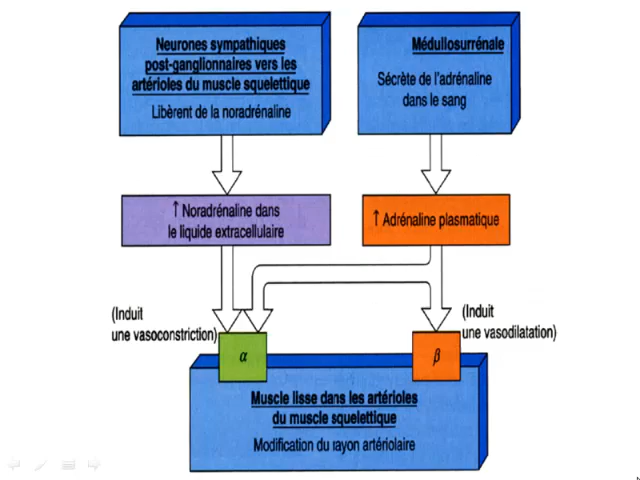 Neurones sympathiques
post-ganglionnaires vers les
artérioles du muscle squelettique
Libèrent de la noradrénaline
Médullosurrénale
Sécrète de l'adrénaline
dans le sang
↑ Noradrénaline dans
le liquide extracellulaire
↑ Adrénaline plasmatique
(Induit
une vasoconstriction)
(Induit
une vasodilatation)
α
β
Muscle lisse dans les artérioles
du muscle squelettique
Modification du rayon artériolaire